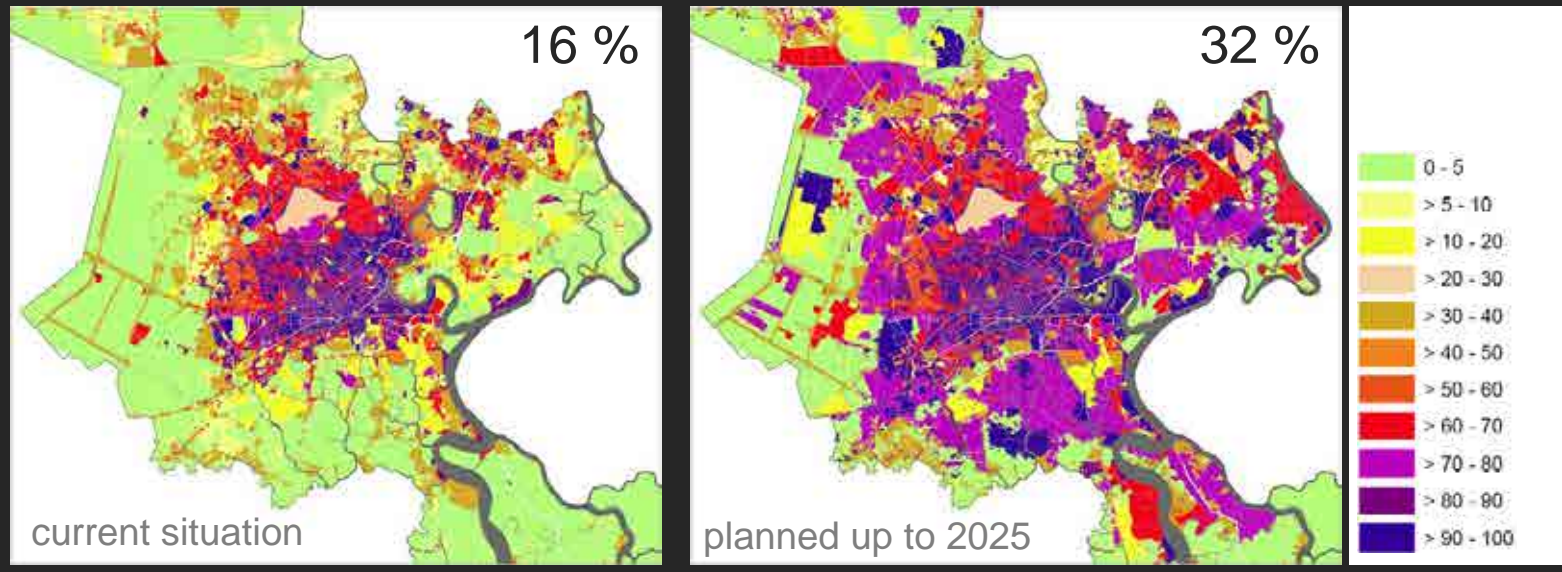 16 %
current situation
32 %
planned up to 2025
0 - 5
> 5 - 10
> 10 - 20
> 20 - 30
> 30 - 40
> 40 - 50
> 50 - 60
> 60 - 70
> 70 - 80
> 80 - 90
> 90 - 100